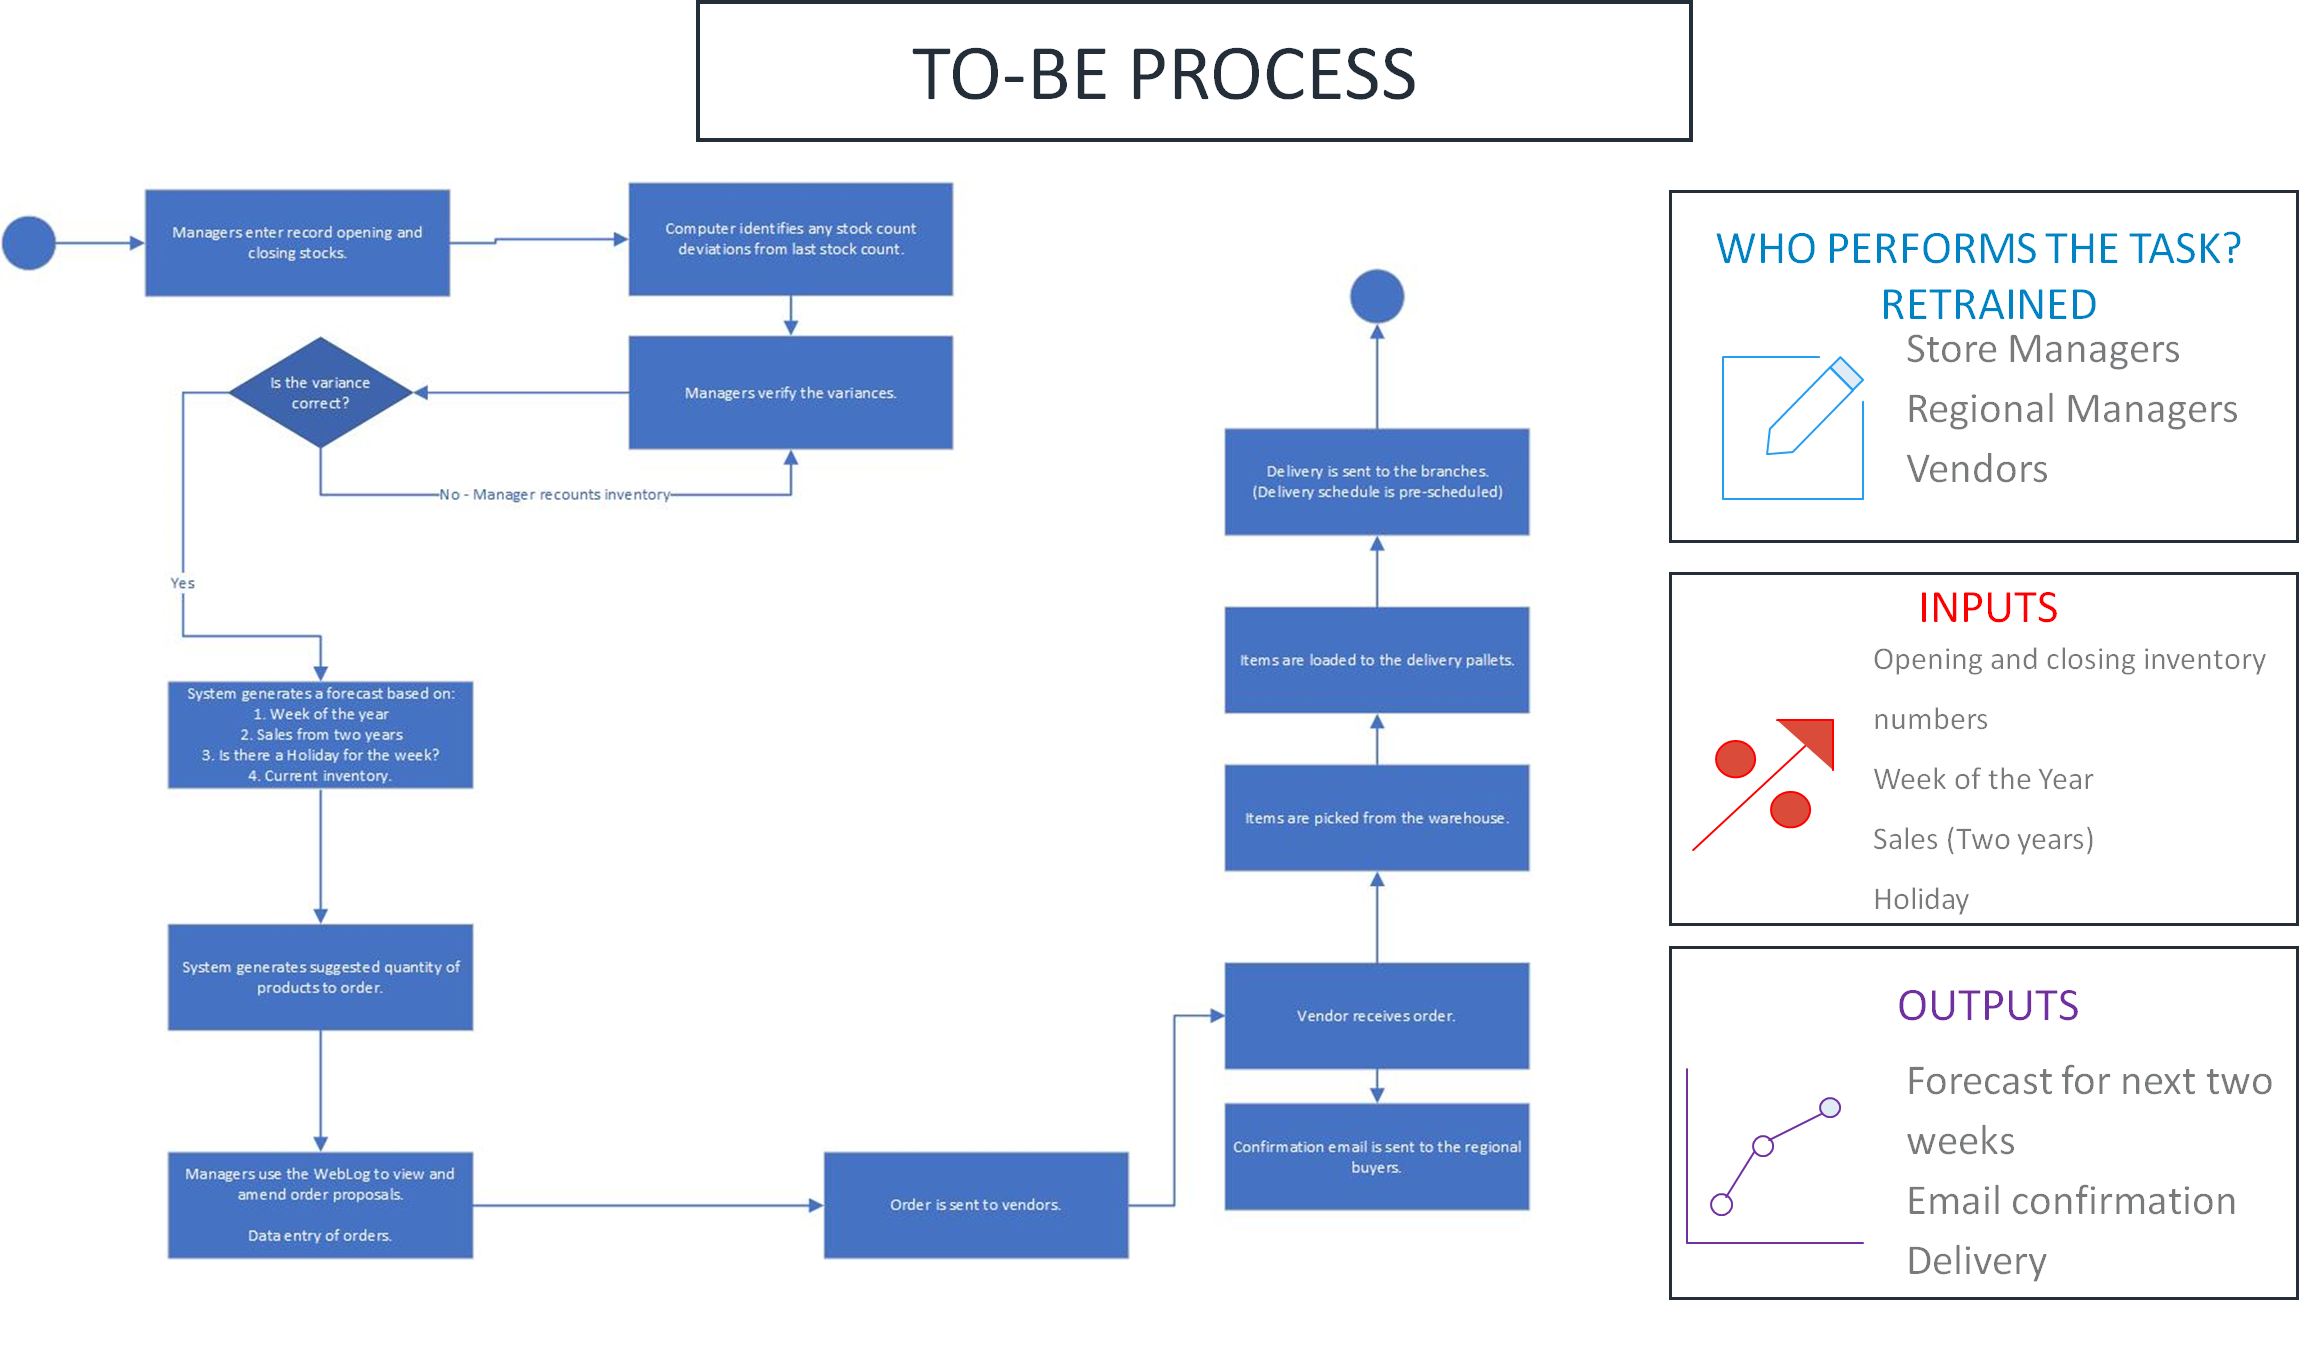 TO-BE PROCESS
Managers enter record opening and
closing stocks.
Computer identifies any stock count
deviations from last stock count.
Is the variance
correct?
Managers verify the variances.
No - Manager recounts inventory
Yes
System generates a forecast based on:
1. Week of the year
2. Sales from two years
3. Is there a Holiday for the week?
4. Current inventory.
System generates suggested quantity of
products to order.
Managers use the WebLog to view and
amend order proposals.
Data entry of orders.
Order is sent to vendors.
Vendor receives order.
Confirmation email is sent to the regional
buyers.
Items are picked from the warehouse.
Items are loaded to the delivery pallets.
Delivery is sent to the branches.
(Delivery schedule is pre-scheduled)
WHO PERFORMS THE TASK?
RETRAINED
Store Managers
Regional Managers
Vendors
INPUTS
Opening and closing inventory
numbers
Week of the Year
Sales (Two years)
Holiday
OUTPUTS
Forecast for next two
weeks
Email confirmation
Delivery